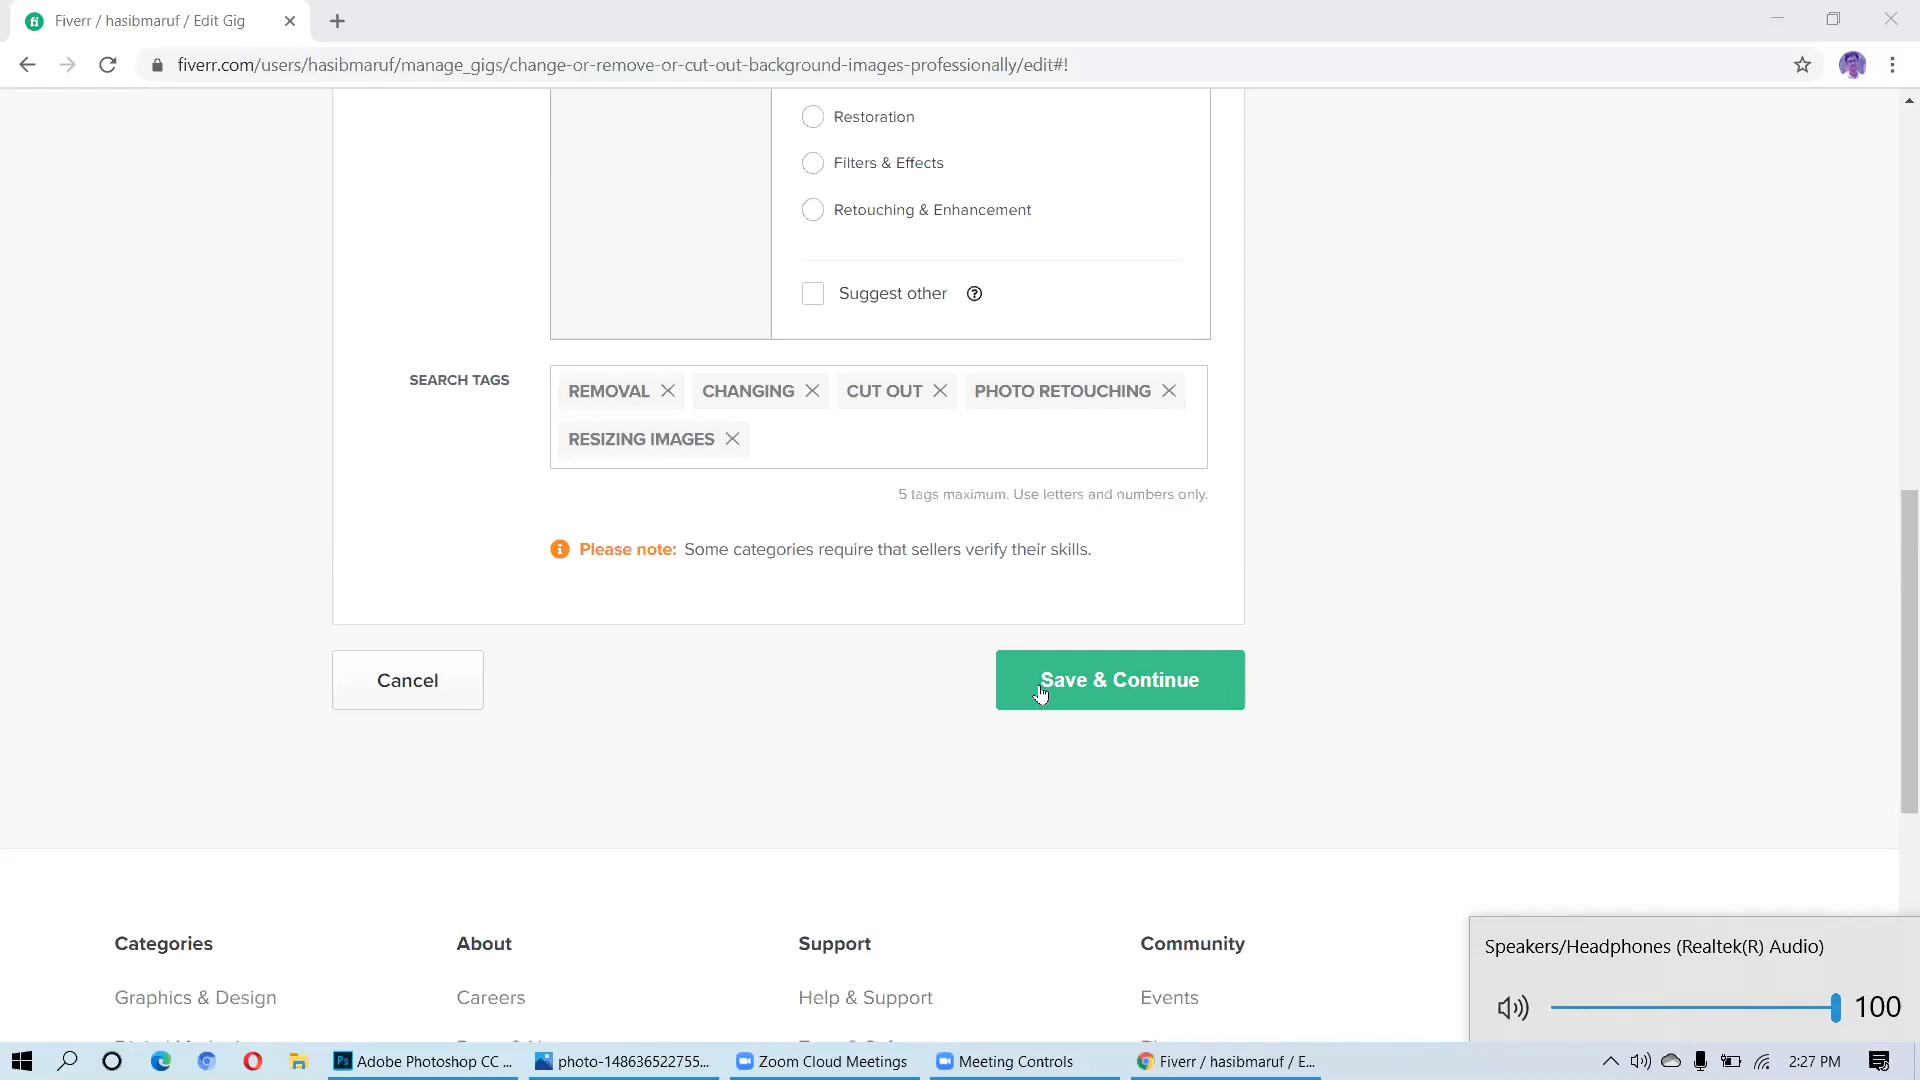 Fiverr / hasibmaruf / Edit Gig
fiverr.com/users/hasibmaruf/manage_gigs/change-or-remove-or-cut-out-background-images-professionally/edit#!
Restoration
Filters & Effects
Retouching & Enhancement
Suggest other
SEARCH TAGS
REMOVAL CHANGING CUT OUT PHOTO RETOUCHING
RESIZING IMAGES
5 tags maximum. Use letters and numbers only.
Please note: Some categories require that sellers verify their skills.
Cancel
Save & Continue
Categories About Support Community
Graphics & Design Careers Help & Support Events
Speakers/Headphones (Realtek(R) Audio)
100
Adobe Photoshop CC ... photo-148636522755... Zoom Cloud Meetings Meeting Controls Fiverr / hasibmaruf / E... 2:27 PM